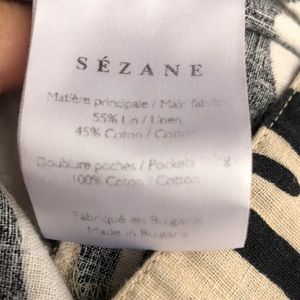 SÉZANE
Matière principale / Main fabric
55% Lin / Linen
45% Coton / Cotton
Doublure poches / Pockets
100% Coton / Cotton
Fabriqué en Bulgarie
Made in Bulgaria